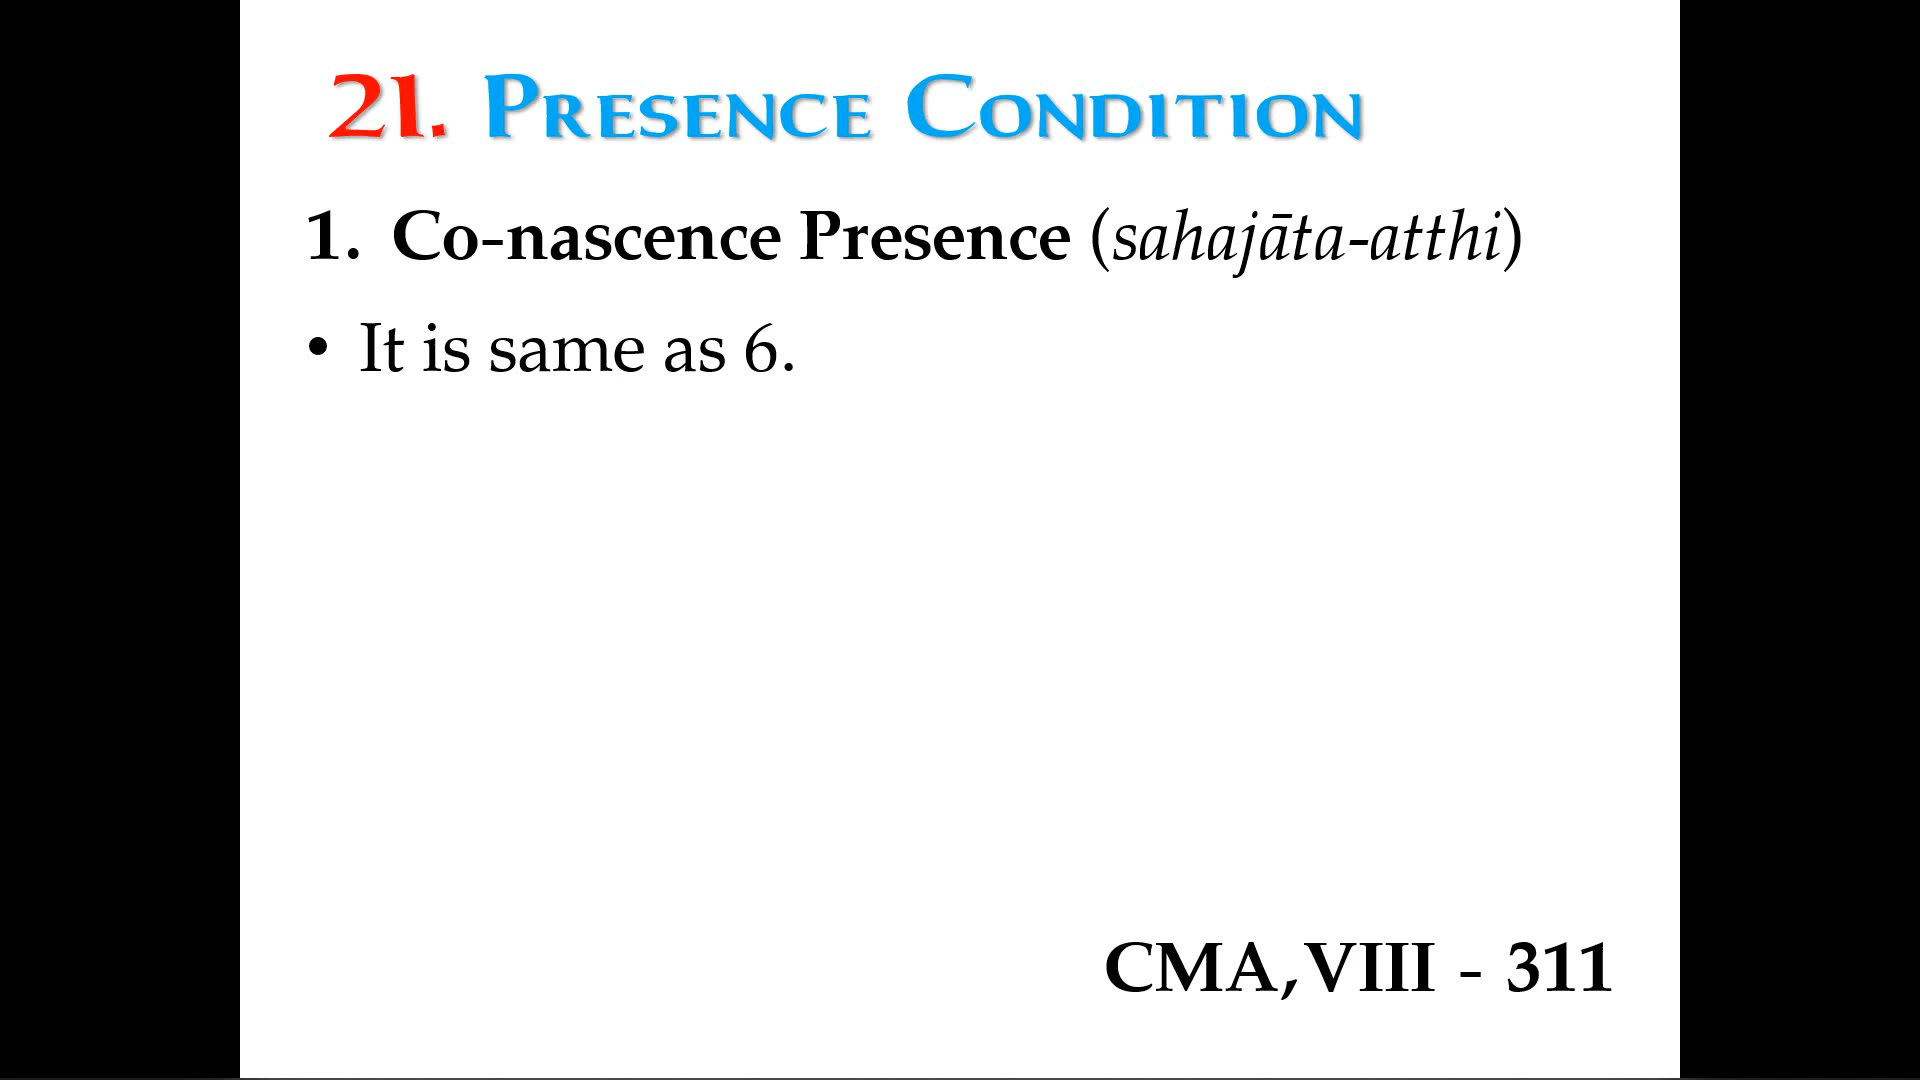 21. Presence Condition
1. Co-nascence Presence (sahajāta-atthi)
• It is same as 6.
CMA,VIII - 311